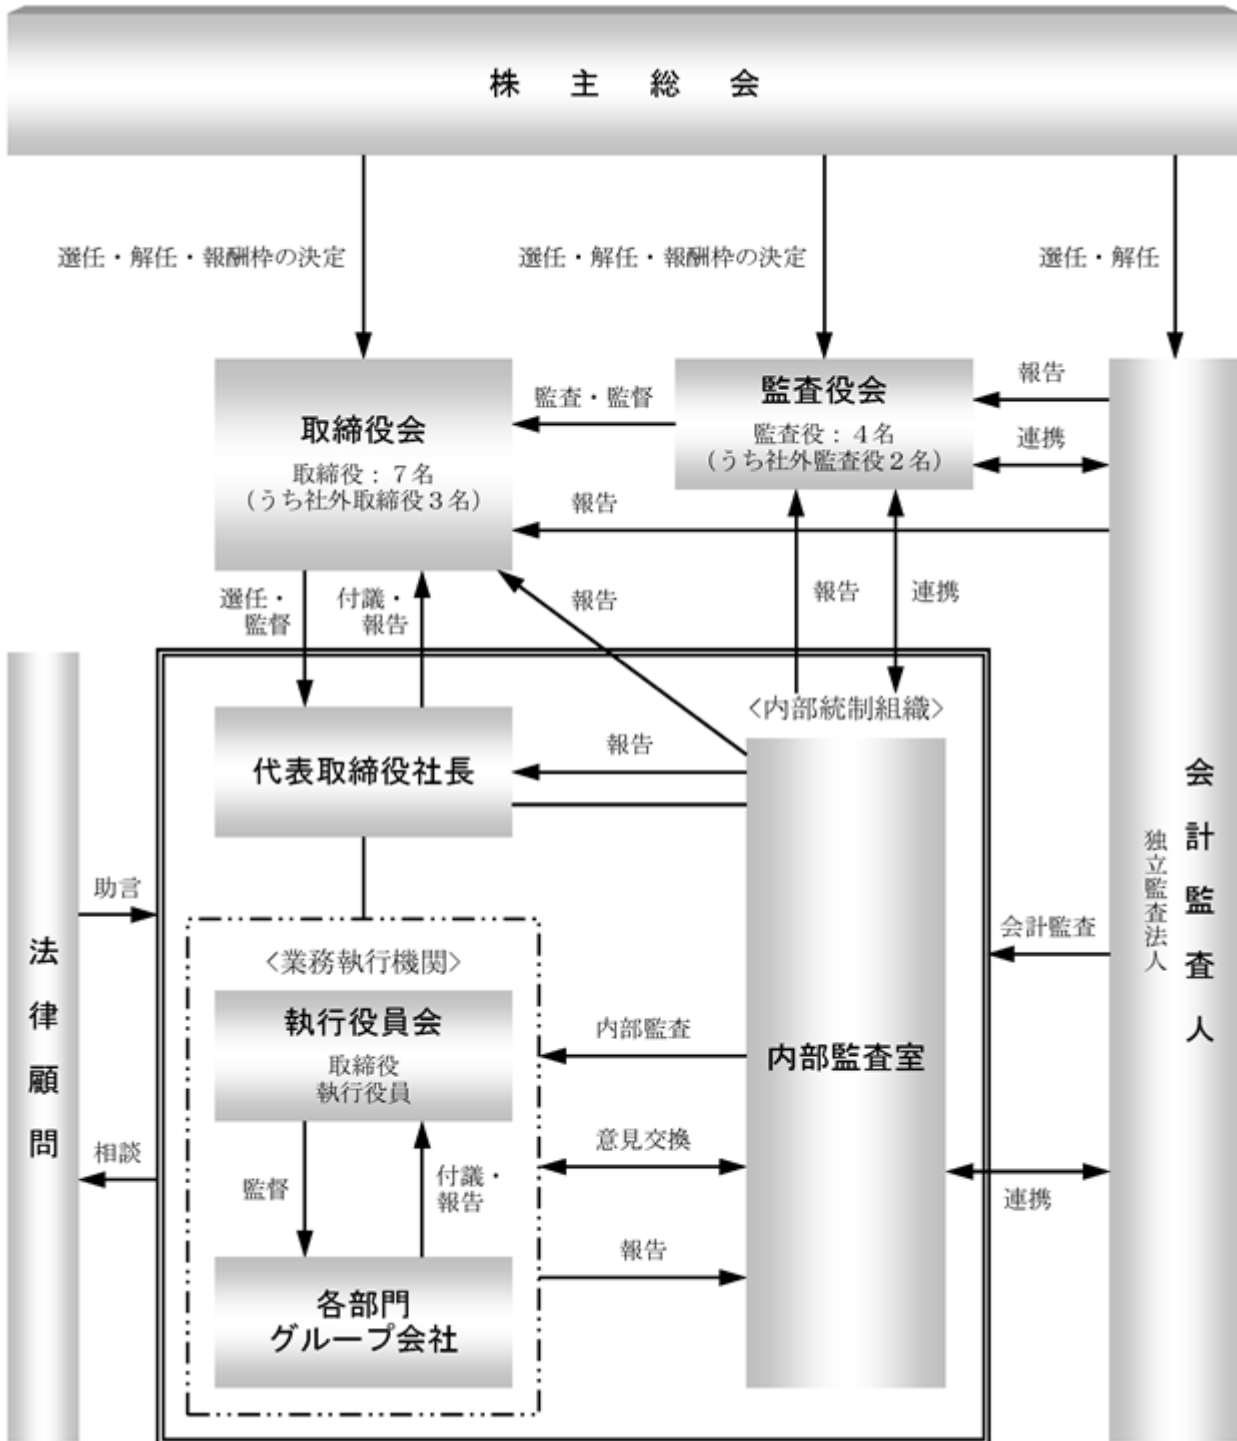 株主総会
選任・解任・報酬枠の決定
選任・解任・報酬枠の決定
選任・解任
取締役会
取締役：７名
（うち社外取締役３名）
監査・監督
監査役会
監査役：４名
（うち社外監査役２名）
報告
連携
報告
選任・
監督
付議・
報告
報告
報告
連携
代表取締役社長
報告
＜内部統制組織＞
内部監査室
会計監査人
独立監査法人
法律顧問
助言
相談
＜業務執行機関＞
執行役員会
取締役
執行役員
監督
付議・
報告
各部門
グループ会社
内部監査
意見交換
報告
会計監査
連携